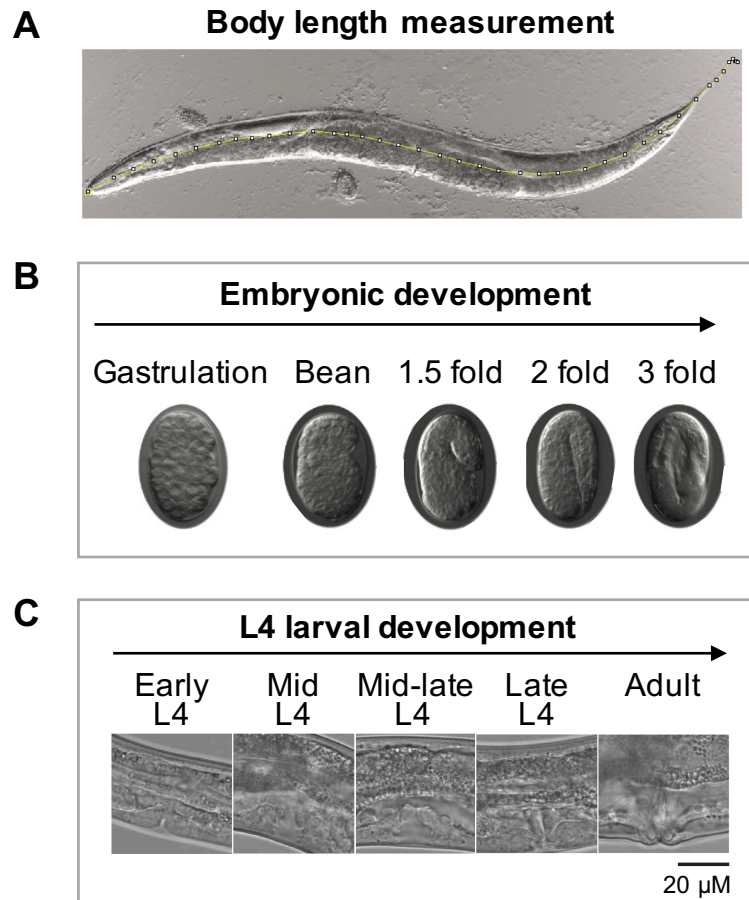 A
Body length measurement
B
Embryonic development
Gastrulation Bean 1.5 fold 2 fold 3 fold
C
L4 larval development
Early Mid Mid-late Late Adult
L4 L4 L4 L4
20 µM